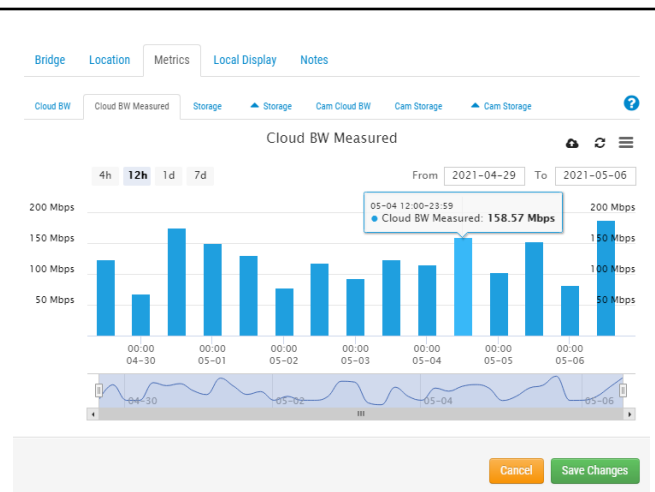 Bridge Location Metrics Local Display Notes
Cloud BW Cloud BW Measured Storage Storage Cam Cloud BW Cam Storage Cam Storage ?
Cloud BW Measured
4h 12h 1d 7d From 2021-04-29 To 2021-05-06
05-04 12:00-23:59
Cloud BW Measured: 158.57 Mbps
200 Mbps 200 Mbps
150 Mbps 150 Mbps
100 Mbps 100 Mbps
50 Mbps 50 Mbps
00:00 00:00 00:00 00:00 00:00 00:00 00:00
04-30 05-01 05-02 05-03 05-04 05-05 05-06
04-30 05-02 05-04 05-06
Cancel Save Changes